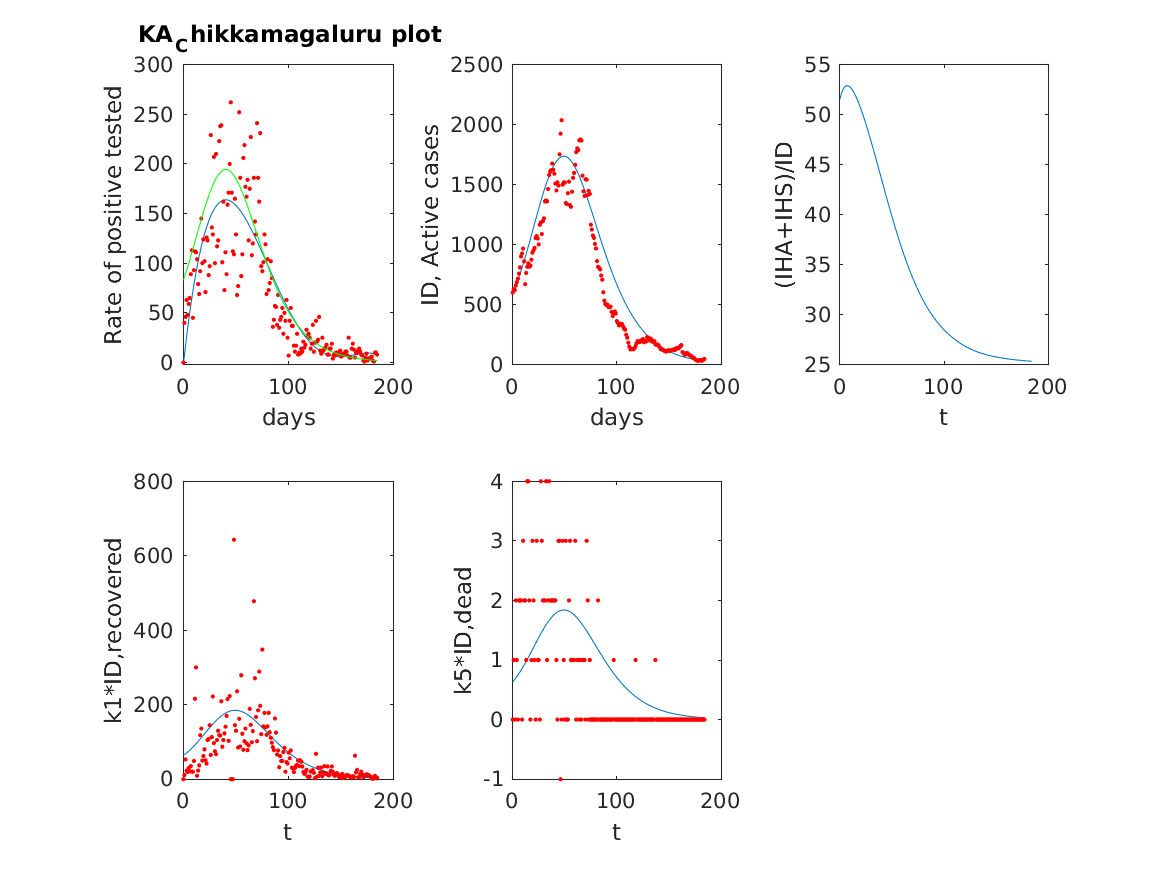 KAChikkamagaluru plot
300
250
200
150
100
50
0
0 100 200
Rate of positive tested
days
2500
2000
1500
1000
500
0
0 100 200
ID, Active cases
days
55
50
45
40
35
30
25
0 100 200
(IHA+IHS)/ID
t
800
600
400
200
0
0 100 200
k1*ID,recovered
t
4
3
2
1
0
-1
0 100 200
k5*ID,dead
t